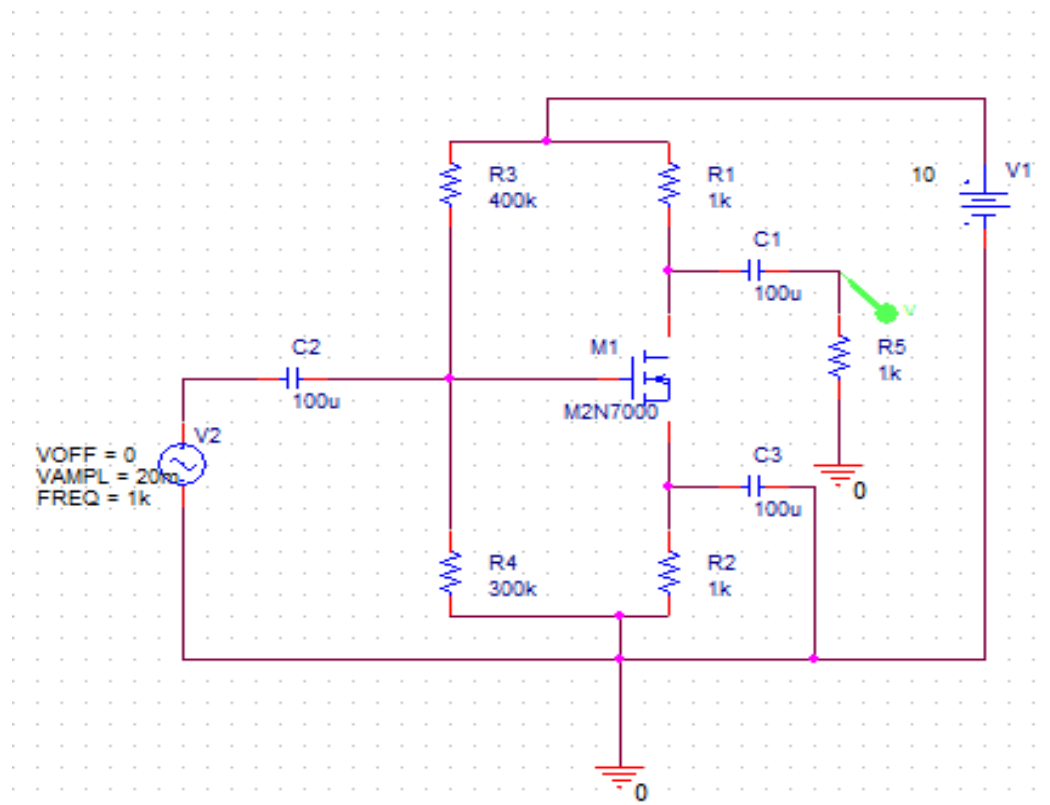 R3
400k
R1
1k
10
V1
C1
100u
C2
100u
M1
M2N7000
V
R5
1k
V2
VOFF = 0
VAMPL = 20m
FREQ = 1k
C3
100u
0
R4
300k
R2
1k
0